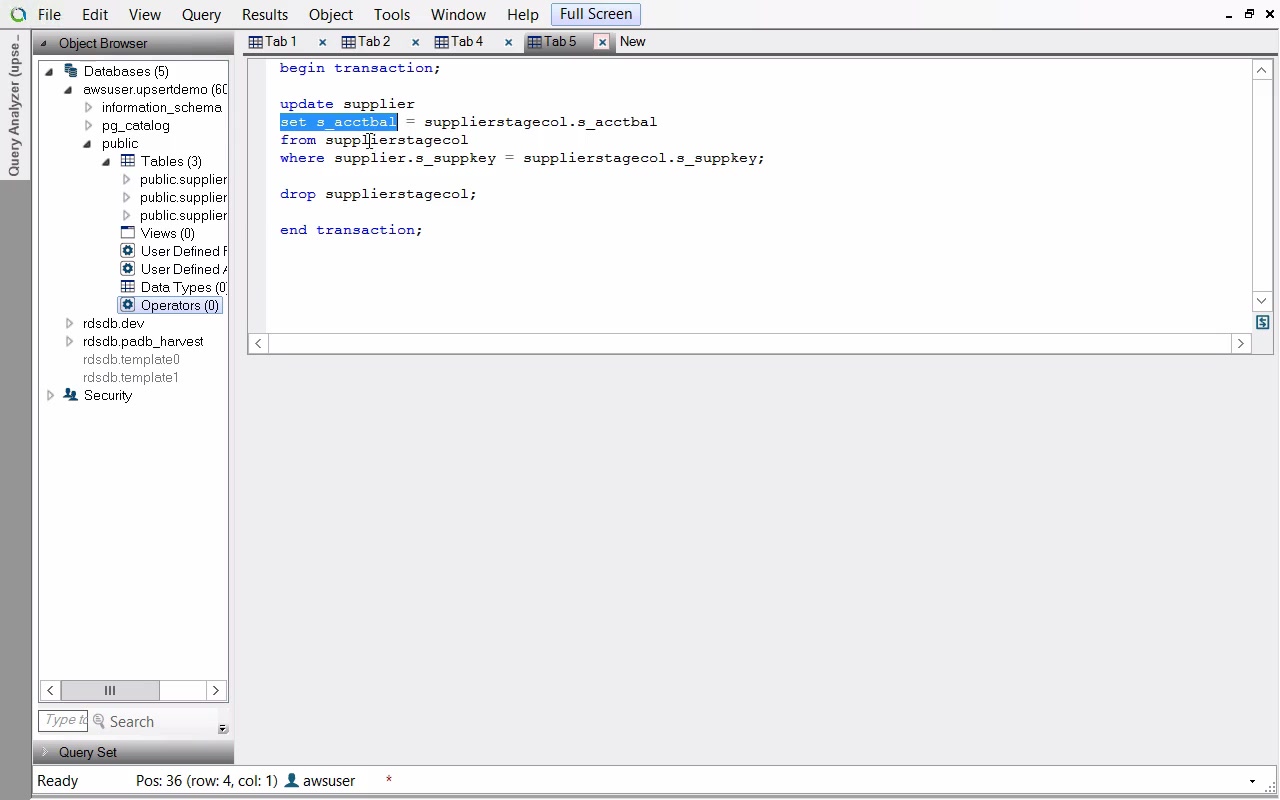 File Edit View Query Results Object Tools Window Help Full Screen
Query Analyzer (upse...
Object Browser
Tab 1 Tab 2 Tab 4 Tab 5 New
Databases (5)
awsuser.upsertdemo (60
information_schema
pg_catalog
public
Tables (3)
public.supplier
public.supplier
public.supplier
Views (0)
User Defined F
User Defined A
Data Types (0)
Operators (0)
rdsdb.dev
rdsdb.padb_harvest
rdsdb.template0
rdsdb.template1
Security
begin transaction;
update supplier
set s_acctbal = supplierstagecol.s_acctbal
from supplierstagecol
where supplier.s_suppkey = supplierstagecol.s_suppkey;
drop supplierstagecol;
end transaction;
Type to Search
Query Set
Ready Pos: 36 (row: 4, col: 1) awsuser *